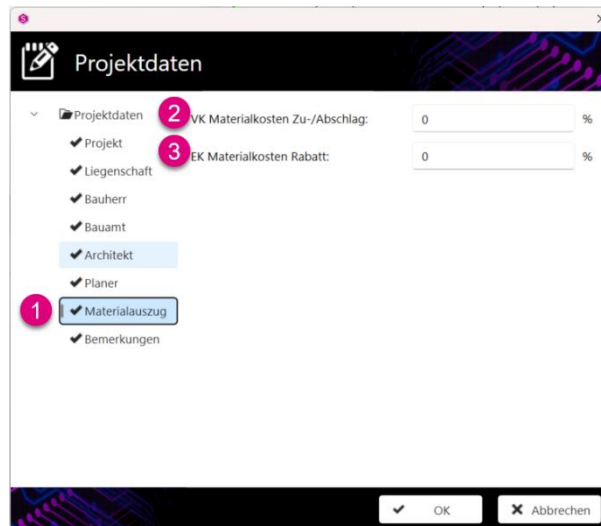 Projektdaten
Projektdaten
2 VK Materialkosten Zu-/Abschlag: 0 %
Projekt
3 EK Materialkosten Rabatt: 0 %
Liegenschaft
Bauherr
Bauamt
Architekt
Planer
1 Materialauszug
Bemerkungen
OK Abbrechen